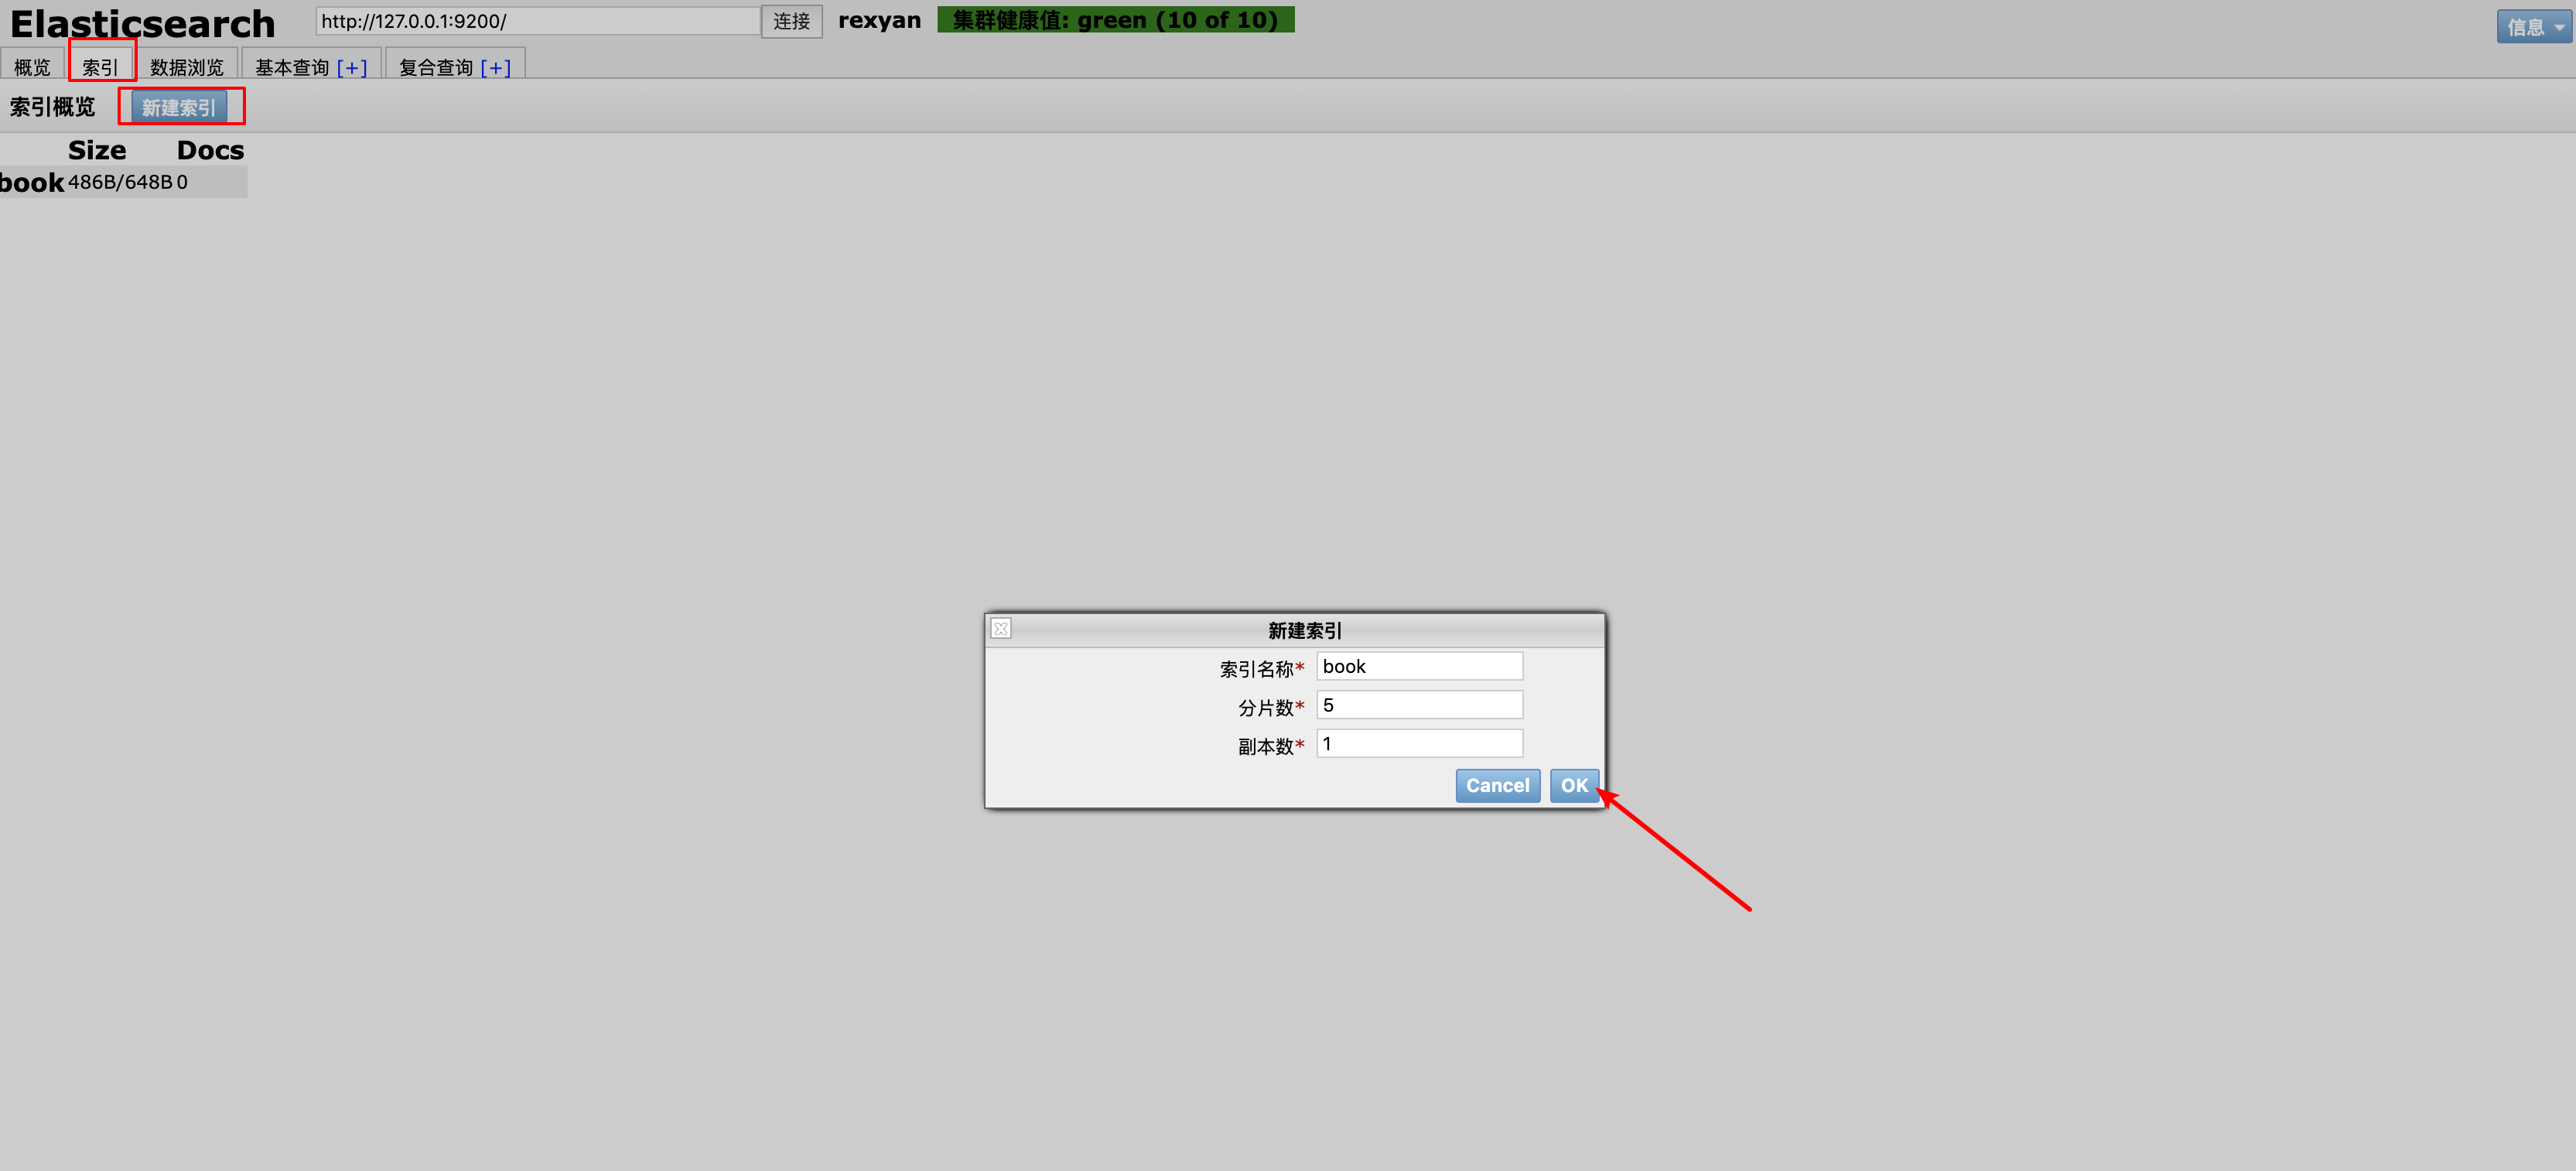 Elasticsearch http://127.0.0.1:9200/ 连接 rexyan 集群健康值: green (10 of 10) 信息
概览 索引 数据浏览 基本查询 [+] 复合查询 [+]
索引概览 新建索引
Size Docs
book 486B/648B 0
新建索引
索引名称* book
分片数* 5
副本数* 1
Cancel OK